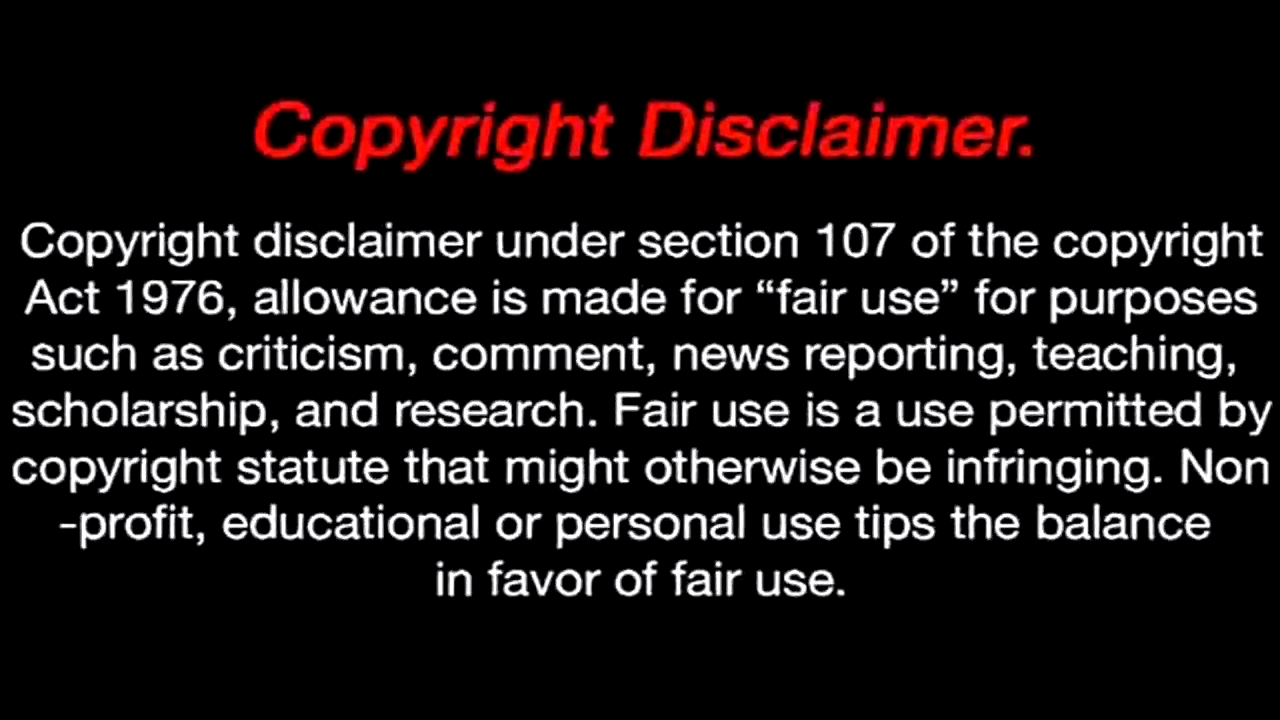 Copyright Disclaimer.
Copyright disclaimer under section 107 of the copyright
Act 1976, allowance is made for “fair use” for purposes
such as criticism, comment, news reporting, teaching,
scholarship, and research. Fair use is a use permitted by
copyright statute that might otherwise be infringing. Non
-profit, educational or personal use tips the balance
in favor of fair use.